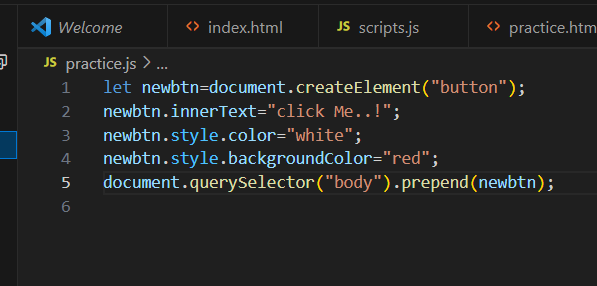 Welcome
index.html
JS scripts.js
practice.htm
JS practice.js > ...
1 let newbtn=document.createElement("button");
2 newbtn.innerText="click Me..!";
3 newbtn.style.color="white";
4 newbtn.style.backgroundColor="red";
5 document.querySelector("body").prepend(newbtn);
6